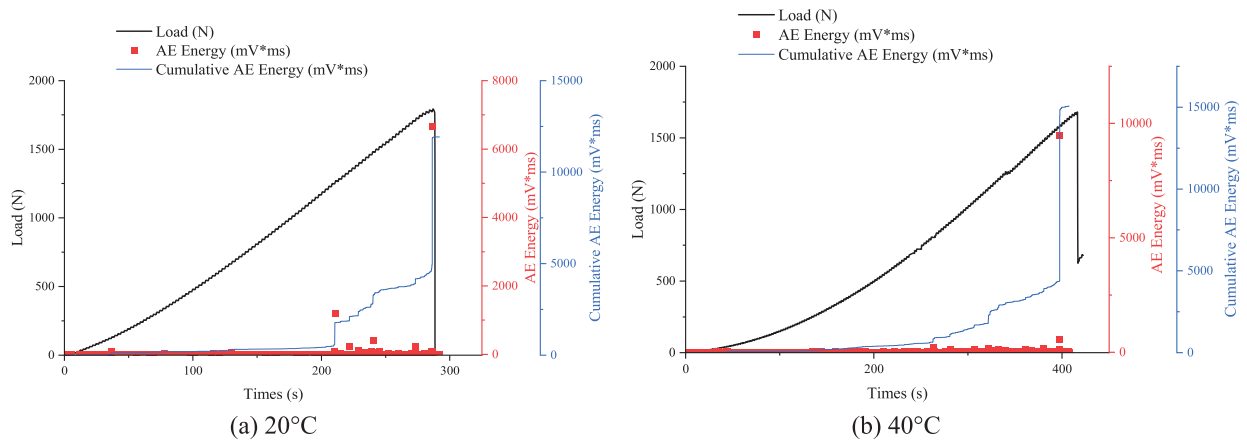 Load (N)
AE Energy (mV*ms)
Cumulative AE Energy (mV*ms)
2000
1500
1000
500
0
Load (N)
0
100
200
300
Times (s)
8000
7000
6000
5000
4000
3000
2000
1000
0
AE Energy (mV*ms)
15000
10000
5000
0
Cumulative AE Energy (mV*ms)
(a) 20°C
Load (N)
AE Energy (mV*ms)
Cumulative AE Energy (mV*ms)
2000
1500
1000
500
0
Load (N)
0
200
400
Times (s)
10000
5000
0
AE Energy (mV*ms)
15000
10000
5000
0
Cumulative AE Energy (mV*ms)
(b) 40°C